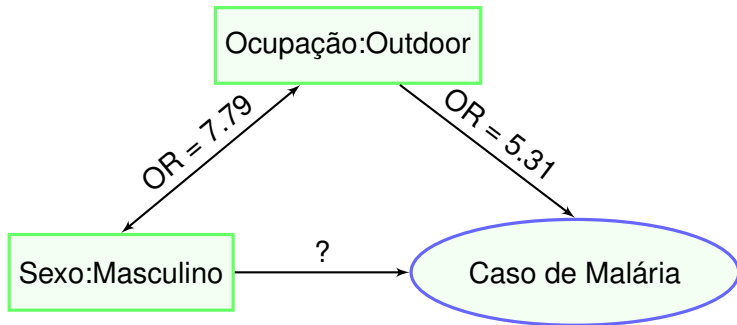 Ocupação:Outdoor
OR = 7.79
OR = 5.31
?
Sexo:Masculino
Caso de Malária